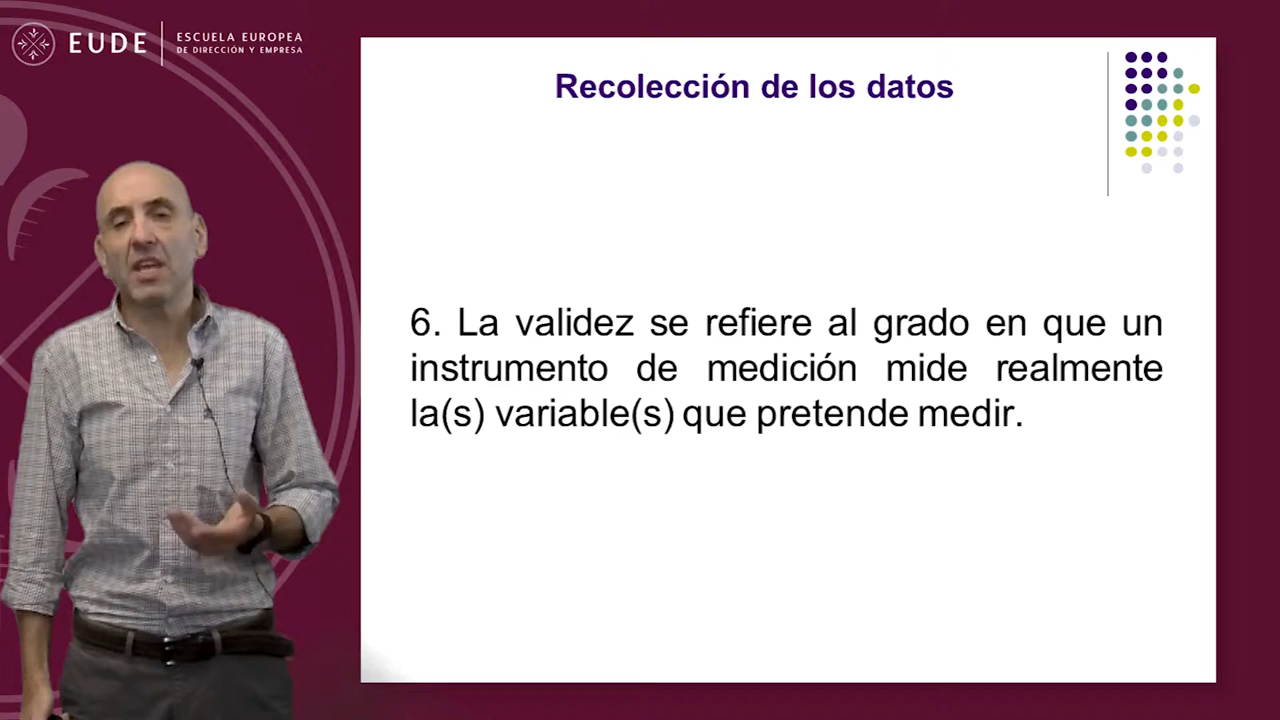 EUDE
ESCUELA EUROPEA
DE DIRECCIÓN Y EMPRESA
Recolección de los datos
6. La validez se refiere al grado en que un
instrumento de medición mide realmente
la(s) variable(s) que pretende medir.